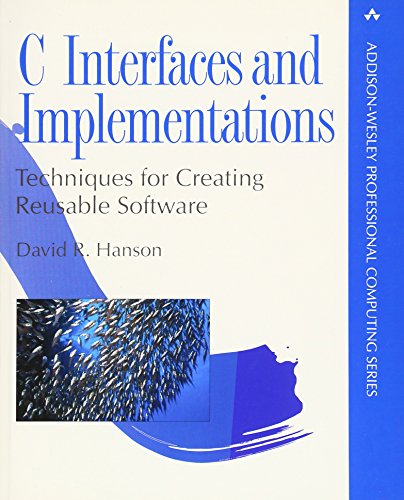 C Interfaces and
Implementations
Techniques for Creating
Reusable Software
David R. Hanson
ADDISON-WESLEY PROFESSIONAL COMPUTING SERIES